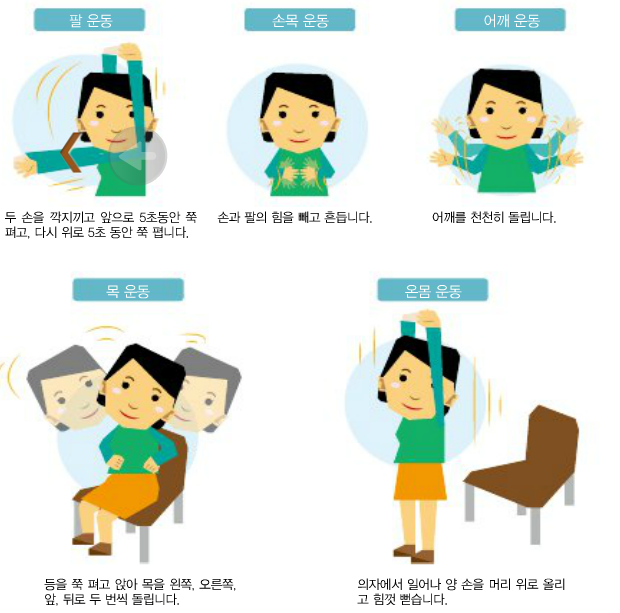 팔 운동
손목 운동
어깨 운동
두 손을 깍지끼고 앞으로 5초동안 쭉
펴고, 다시 위로 5초 동안 쭉 폅니다.
손과 팔의 힘을 빼고 흔듭니다.
어깨를 천천히 돌립니다.
목 운동
온몸 운동
등을 쭉 펴고 앉아 목을 왼쪽, 오른쪽,
앞, 뒤로 두 번씩 돌립니다.
의자에서 일어나 양 손을 머리 위로 올리
고 힘껏 뻗습니다.